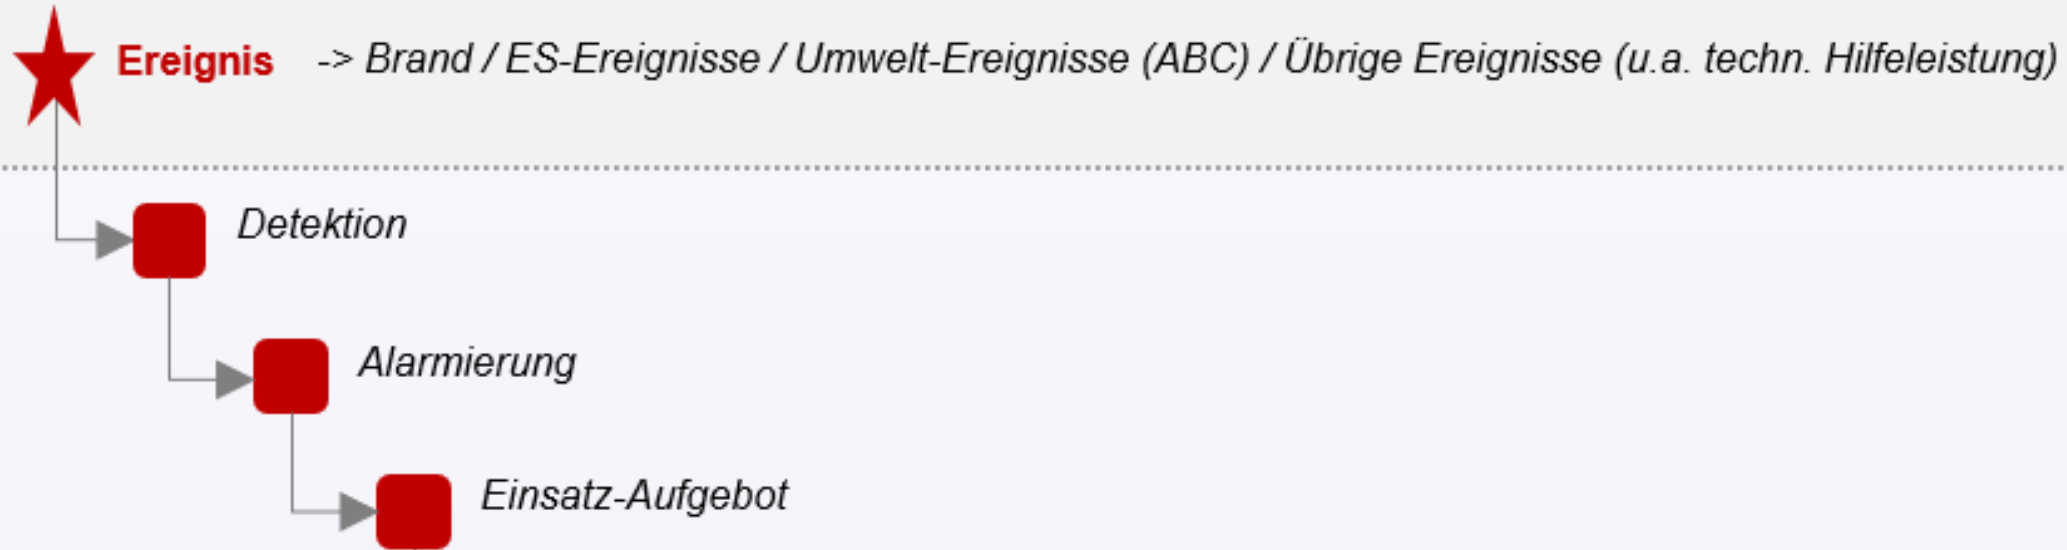 Ereignis -> Brand / ES-Ereignisse / Umwelt-Ereignisse (ABC) / Übrige Ereignisse (u.a. techn. Hilfeleistung)
Detektion
Alarmierung
Einsatz-Aufgebot